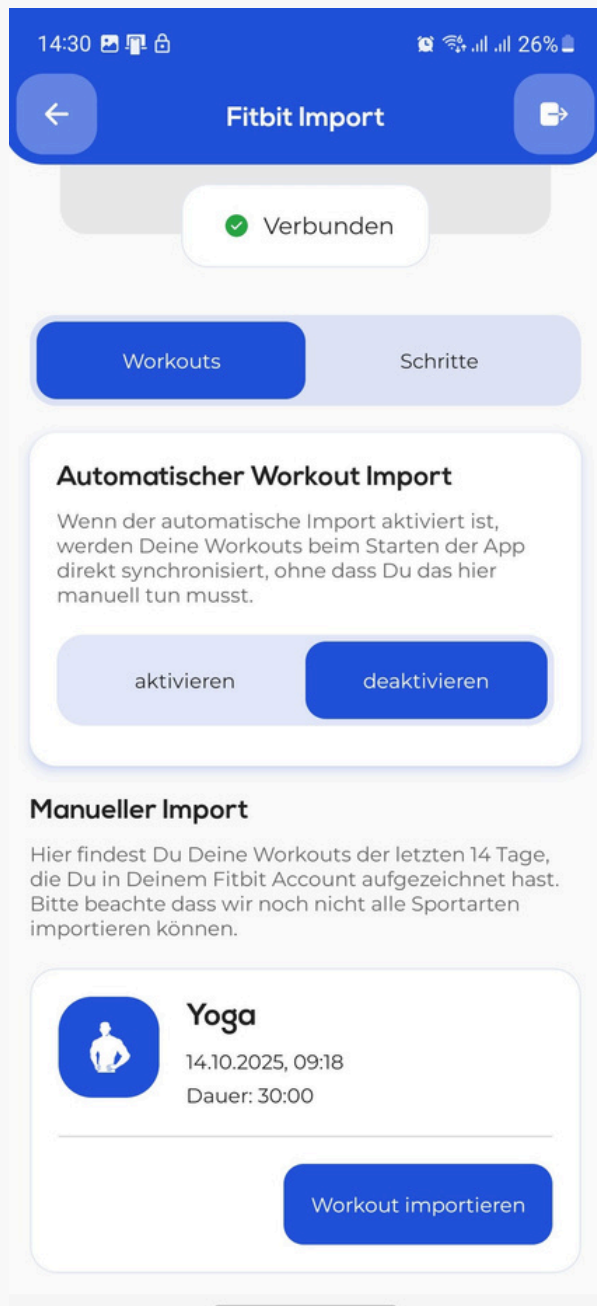 14:30 26%
Fitbit Import
Verbunden
Workouts Schritte
Automatischer Workout Import
Wenn der automatische Import aktiviert ist,
werden Deine Workouts beim Starten der App
direkt synchronisiert, ohne dass Du das hier
manuell tun musst.
aktivieren deaktivieren
Manueller Import
Hier findest Du Deine Workouts der letzten 14 Tage,
die Du in Deinem Fitbit Account aufgezeichnet hast.
Bitte beachte dass wir noch nicht alle Sportarten
importieren können.
Yoga
14.10.2025, 09:18
Dauer: 30:00
Workout importieren